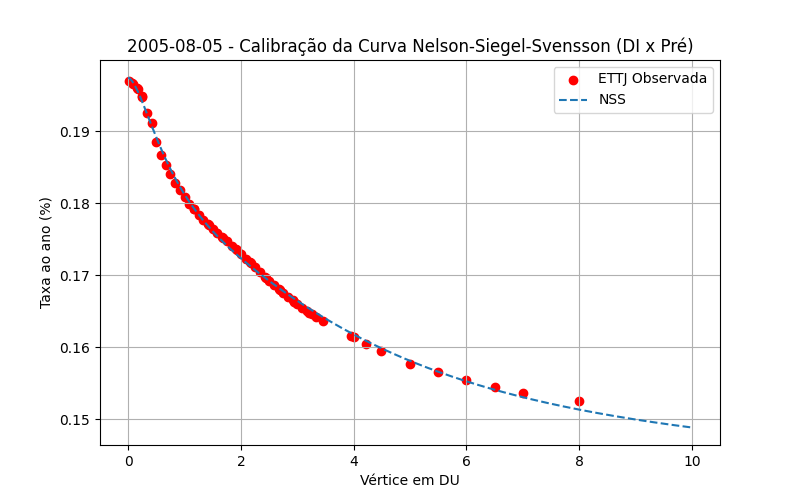 2005-08-05 - Calibração da Curva Nelson-Siegel-Svensson (DI x Pré)
ETTJ Observada
NSS
Taxa ao ano (%)
0.19
0.18
0.17
0.16
0.15
0 2 4 6 8 10
Vértice em DU